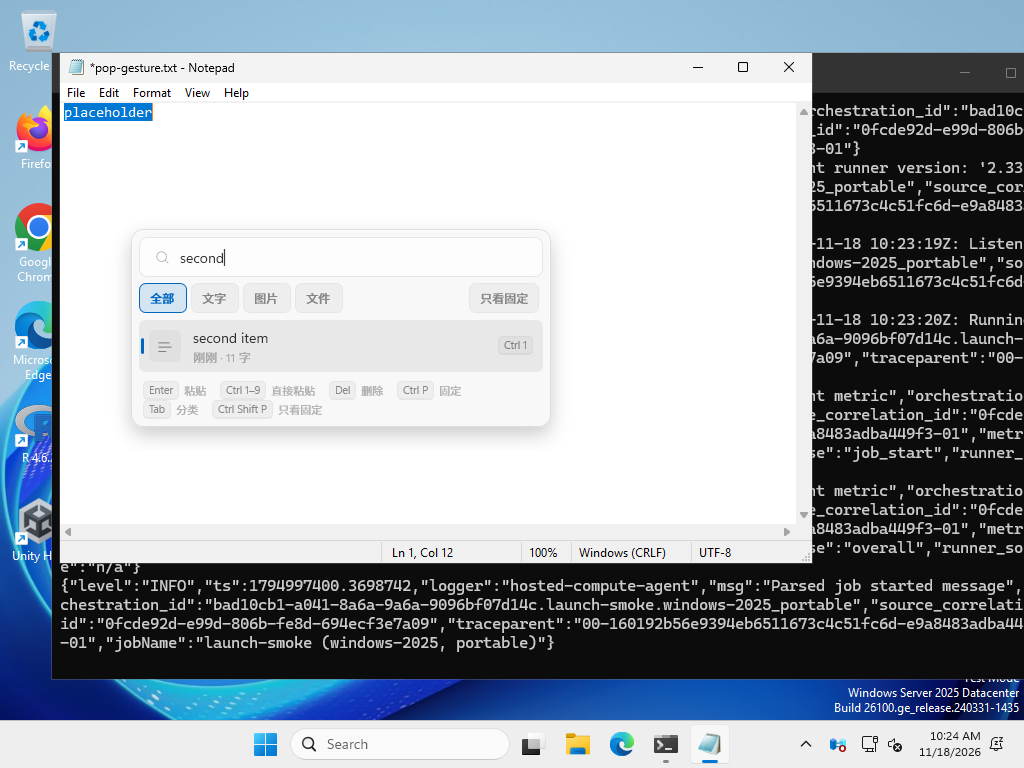 Recycle
Firefo
Googl
Chrom
Micros
Edge
R 4.6.
Unity H
*pop-gesture.txt - Notepad
File Edit Format View Help
placeholder
second
全部 文字 图片 文件 只看固定
second item
刚刚 · 11 字
Ctrl 1
Enter 粘贴 Ctrl 1–9 直接粘贴 Del 删除 Ctrl P 固定
Tab 分类 Ctrl Shift P 只看固定
Ln 1, Col 12 100% Windows (CRLF) UTF-8
rchestration_id":"bad10c
_id":"0fcde92d-e99d-806b
3-01"}
nt runner version: '2.33
25_portable","source_cor
6511673c4c51fc6d-e9a8483
-11-18 10:23:19Z: Listen
ndows-2025_portable","so
c9394eb6511673c4c51fc6d-
-11-18 10:23:20Z: Runnin
a6a-9096bf07d14c.launch-
7a09","traceparent":"00-
nt metric","orchestratio
e_correlation_id":"0fcde
a8483adba449f3-01","metr
se":"job_start","runner_
nt metric","orchestratio
e_correlation_id":"0fcde
a8483adba449f3-01","metr
se":"overall","runner_so
e":"n/a"}
{"level":"INFO","ts":1794997400.3698742,"logger":"hosted-compute-agent","msg":"Parsed job started message",
chestration_id":"bad10cb1-a041-8a6a-9a6a-9096bf07d14c.launch-smoke.windows-2025_portable","source_correlati
id":"0fcde92d-e99d-806b-fe8d-694ecf3e7a09","traceparent":"00-160192b56e9394eb6511673c4c51fc6d-e9a8483adba44
-01","jobName":"launch-smoke (windows-2025, portable)"}
Test Mode
Windows Server 2025 Datacenter
Build 26100.ge_release.240331-1435
Search
10:24 AM
11/18/2026